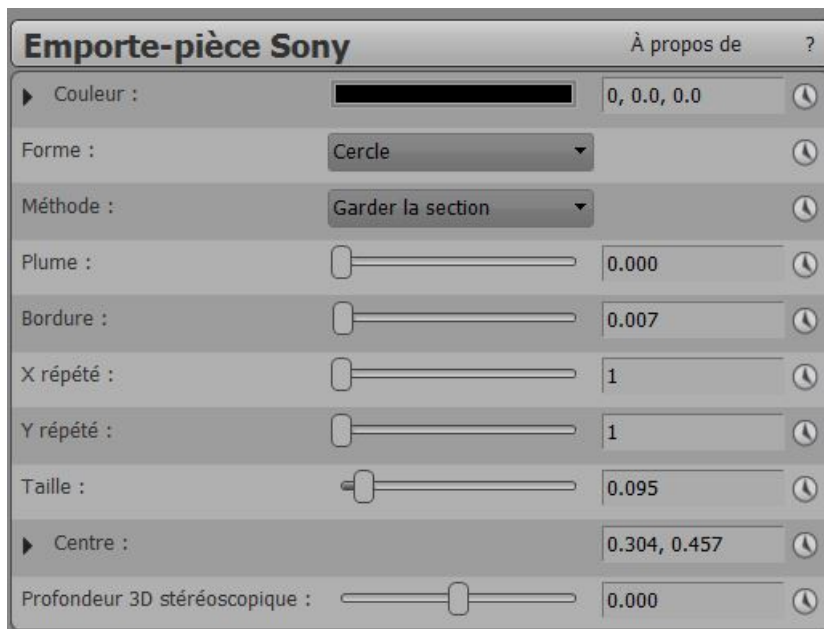 Emporte-pièce Sony À propos de ?
Couleur : 0, 0.0, 0.0
Forme : Cercle
Méthode : Garder la section
Plume : 0.000
Bordure : 0.007
X répété : 1
Y répété : 1
Taille : 0.095
Centre : 0.304, 0.457
Profondeur 3D stéréoscopique : 0.000